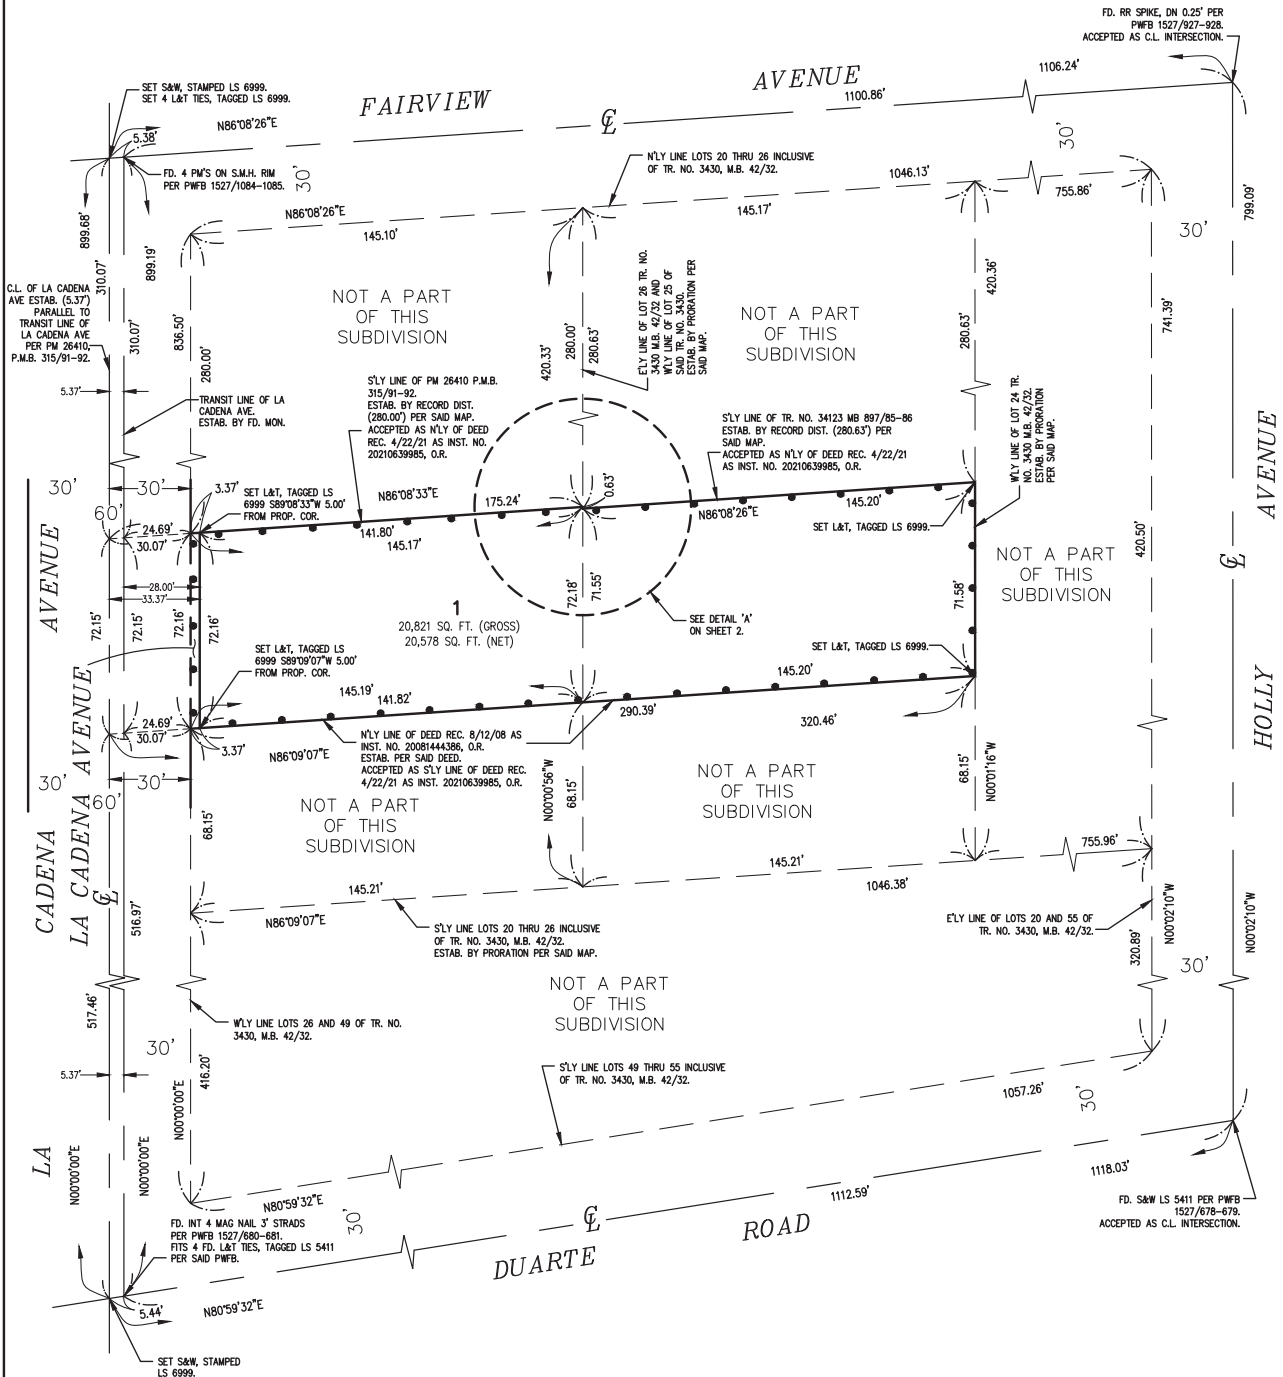 FD. RR SPIKE, DN 0.25' PER
PWFB 1527/927-928.
ACCEPTED AS C.L. INTERSECTION.
1106.24'
SET S&W, STAMPED LS 6999.
SET 4 L&T TIES, TAGGED LS 6999.
FAIRVIEW
AVENUE
1100.86'
℄
N86°08'26"E
5.38'
30'
30'
FD. 4 PM'S ON S.M.H. RIM
PER PWFB 1527/1084-1085.
N'LY LINE LOTS 20 THRU 26 INCLUSIVE
OF TR. NO. 3430, M.B. 42/32.
1046.13'
755.86'
N86°08'26"E
145.10'
145.17'
799.09'
30'
899.68'
899.19'
310.07'
310.07'
836.50'
280.00'
C.L. OF LA CADENA
AVE ESTAB. (5.37')
PARALLEL TO
TRANSIT LINE OF
LA CADENA AVE
PER PM 26410,
P.M.B. 315/91-92.
5.37'
NOT A PART
OF THIS
SUBDIVISION
420.33'
280.00'
280.63'
E'LY LINE OF LOT 26 TR. NO.
3430 M.B. 42/32 AND
W'LY LINE OF LOT 25 OF
SAID TR. NO. 3430.
ESTAB. BY PRORATION PER
SAID MAP.
NOT A PART
OF THIS
SUBDIVISION
420.36'
280.63'
741.39'
TRANSIT LINE OF LA
CADENA AVE.
ESTAB. BY FD. MON.
S'LY LINE OF PM 26410 P.M.B.
315/91-92.
ESTAB. BY RECORD DIST.
(280.00') PER SAID MAP.
ACCEPTED AS N'LY OF DEED
REC. 4/22/21 AS INST. NO.
20210639985, O.R.
S'LY LINE OF TR. NO. 34123 MB 897/85-86
ESTAB. BY RECORD DIST. (280.63') PER
SAID MAP.
ACCEPTED AS N'LY OF DEED REC. 4/22/21
AS INST. NO. 20210639985, O.R.
W'LY LINE OF LOT 24 TR.
NO. 3430 M.B. 42/32.
ESTAB. BY PRORATION
PER SAID MAP.
AVENUE
℄
HOLLY
30'
30'
60'
3.37'
SET L&T, TAGGED LS
6999 S89°08'33"W 5.00'
FROM PROP. COR.
N86°08'33"E
175.24'
141.80'
145.17'
0.63'
N86°08'26"E
145.20'
SET L&T, TAGGED LS 6999.
24.69'
30.07'
28.00'
33.37'
AVENUE
72.15'
72.15'
72.16'
72.16'
1
20,821 SQ. FT. (GROSS)
20,578 SQ. FT. (NET)
72.18'
71.55'
SEE DETAIL 'A'
ON SHEET 2.
71.58'
NOT A PART
OF THIS
SUBDIVISION
420.50'
SET L&T, TAGGED LS
6999 S89°09'07"W 5.00'
FROM PROP. COR.
SET L&T, TAGGED LS 6999.
145.19'
141.82'
145.20'
290.39'
320.46'
24.69'
30.07'
3.37'
N86°09'07"E
N'LY LINE OF DEED REC. 8/12/08 AS
INST. NO. 20081444386, O.R.
ESTAB. PER SAID DEED.
ACCEPTED AS S'LY LINE OF DEED REC.
4/22/21 AS INST. 20210639985, O.R.
30'
30'
60'
LA CADENA AVENUE
CADENA
℄
68.15'
NOT A PART
OF THIS
SUBDIVISION
N00°00'56"W
68.15'
NOT A PART
OF THIS
SUBDIVISION
68.15'
N00°01'16"W
755.96'
145.21'
145.21'
1046.38'
N86°09'07"E
S'LY LINE LOTS 20 THRU 26 INCLUSIVE
OF TR. NO. 3430, M.B. 42/32.
ESTAB. BY PRORATION PER SAID MAP.
E'LY LINE OF LOTS 20 AND 55 OF
TR. NO. 3430, M.B. 42/32.
N00°02'10"W
N00°02'10"W
320.89'
30'
516.97'
517.46'
NOT A PART
OF THIS
SUBDIVISION
W'LY LINE LOTS 26 AND 49 OF TR. NO.
3430, M.B. 42/32.
30'
5.37'
416.20'
S'LY LINE LOTS 49 THRU 55 INCLUSIVE
OF TR. NO. 3430, M.B. 42/32.
1057.26'
30'
LA
N00°00'00"E
N00°00'00"E
N00°00'00"E
1118.03'
1112.59'
N80°59'32"E
30'
℄
ROAD
DUARTE
FD. S&W LS 5411 PER PWFB
1527/678-679.
ACCEPTED AS C.L. INTERSECTION.
FD. INT 4 MAG NAIL 3' STRADS
PER PWFB 1527/680-681.
FITS 4 FD. L&T TIES, TAGGED LS 5411
PER SAID PWFB.
5.44'
N80°59'32"E
SET S&W, STAMPED
LS 6999.